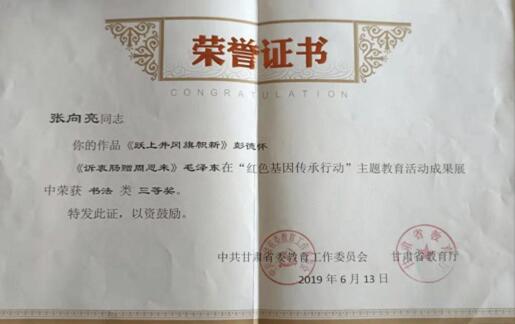 荣誉证书
CONGRATULATION
张向亮同志
你的作品《跃上井冈旗帜新》彭德怀
《诉衷肠赠周恩来》毛泽东在“红色基因传承行动”主题教育活动成果展
中荣获 书法 类 三等奖。
特发此证，以资鼓励。
中共甘肃省委教育工作委员会 甘肃省教育厅
2019年6月13日